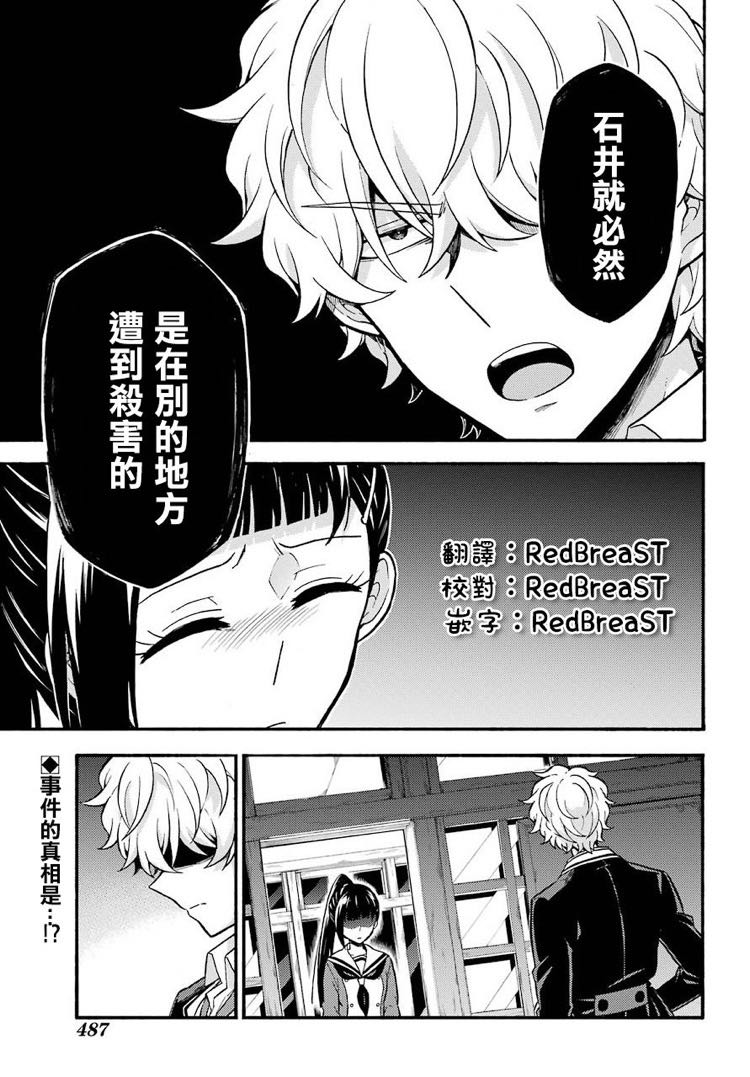 石井就必然
是在別的地方
遭到殺害的
翻譯：RedBreaST
校對：RedBreaST
嵌字：RedBreaST
◆事件的真相是…!?
487